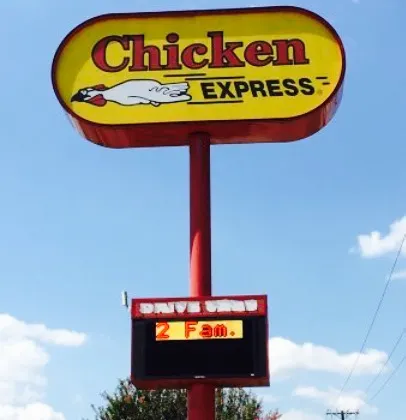 Chicken
EXPRESS
DRIVE THRU
2 Fam.